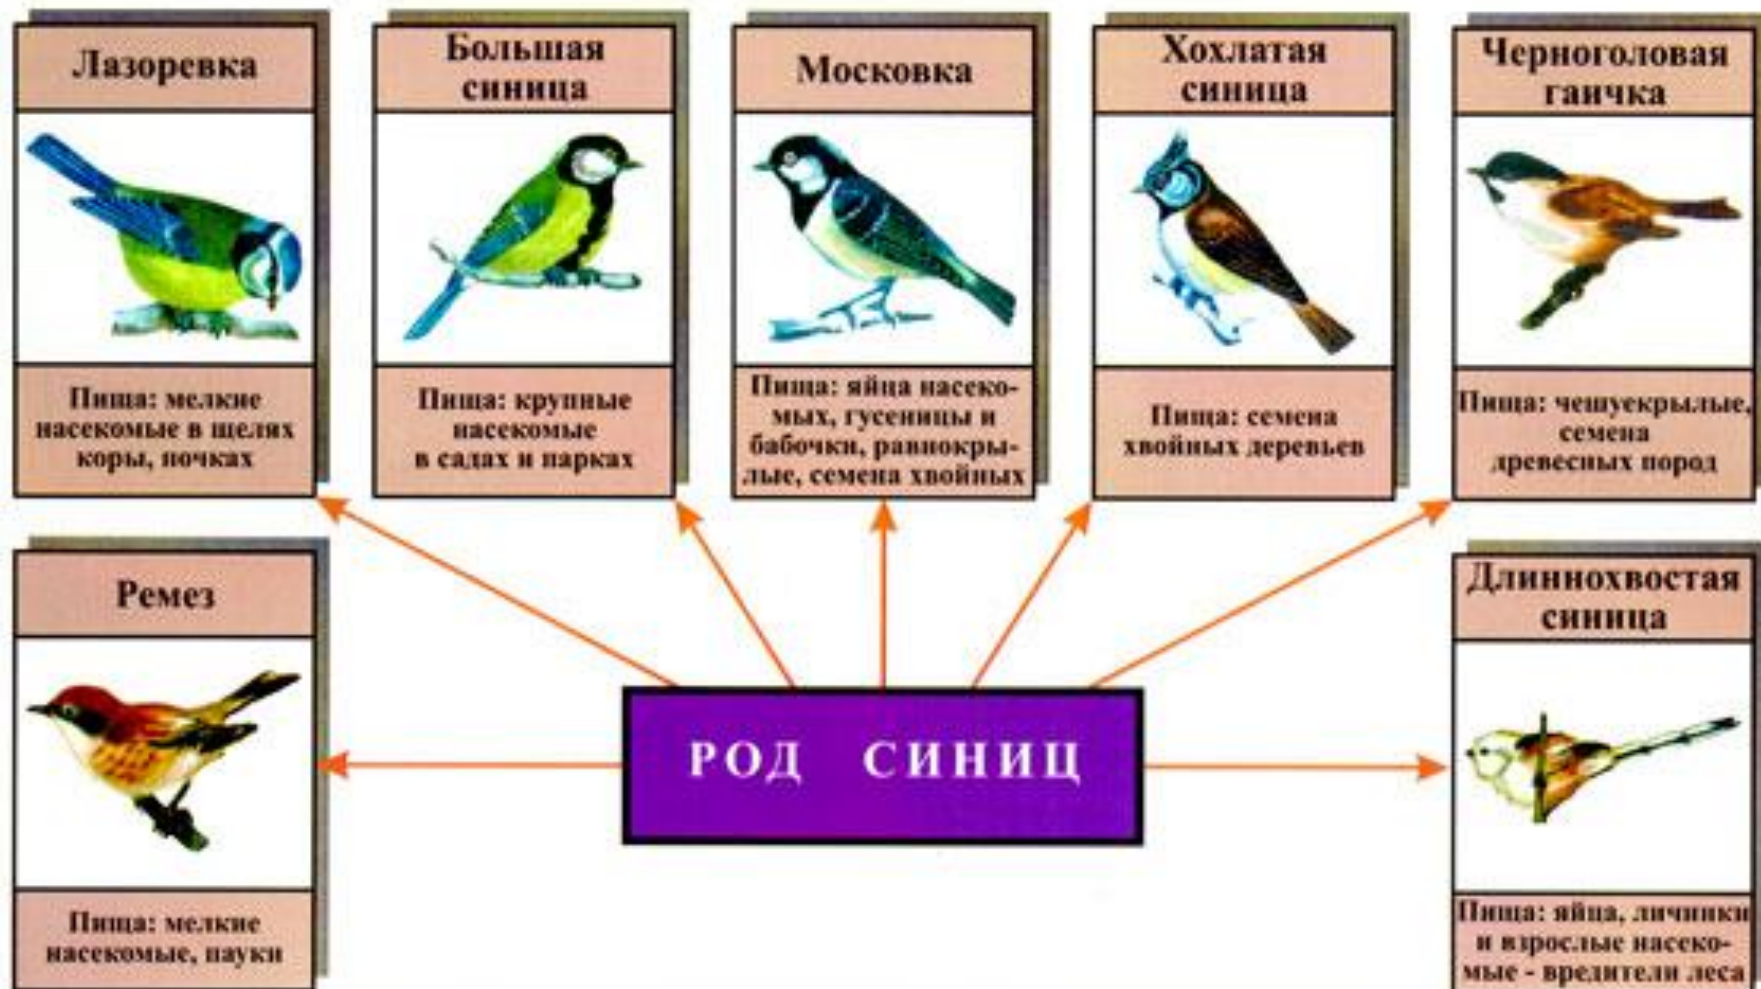 Лазоревка
Большая
синица
Московка
Хохлатая
синица
Черноголовая
гаичка
Пища: мелкие
насекомые в щелях
коры, почках
Пища: крупные
насекомые
в садах и парках
Пища: яйца насеко-
мых, гусеницы и
бабочки, равнокры-
лые, семена хвойных
Пища: семена
хвойных деревьев
Пища: чешуекрылые,
семена
древесных пород
Ремез
Длиннохвостая
синица
РОД СИНИЦ
Пища: мелкие
насекомые, пауки
Пища: яйца, личинки
и взрослые насеко-
мые - вредители леса